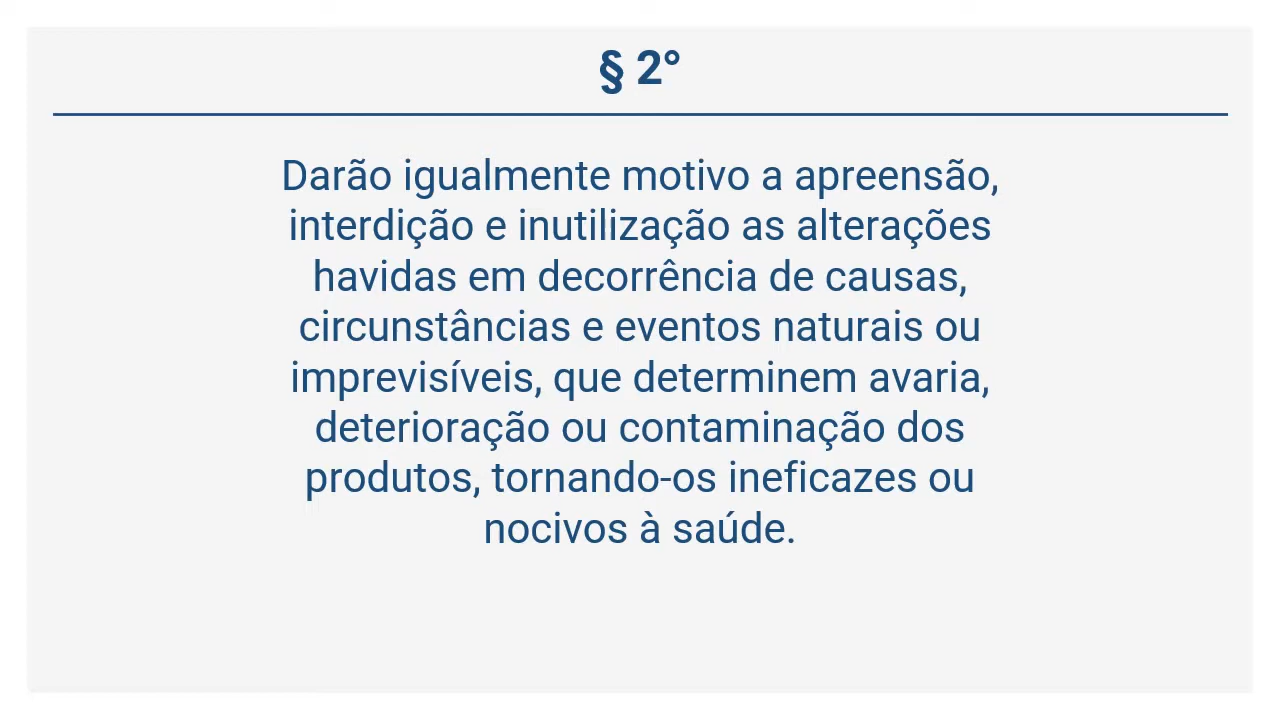 § 2°
Darão igualmente motivo a apreensão,
interdição e inutilização as alterações
havidas em decorrência de causas,
circunstâncias e eventos naturais ou
imprevisíveis, que determinem avaria,
deterioração ou contaminação dos
produtos, tornando-os ineficazes ou
nocivos à saúde.